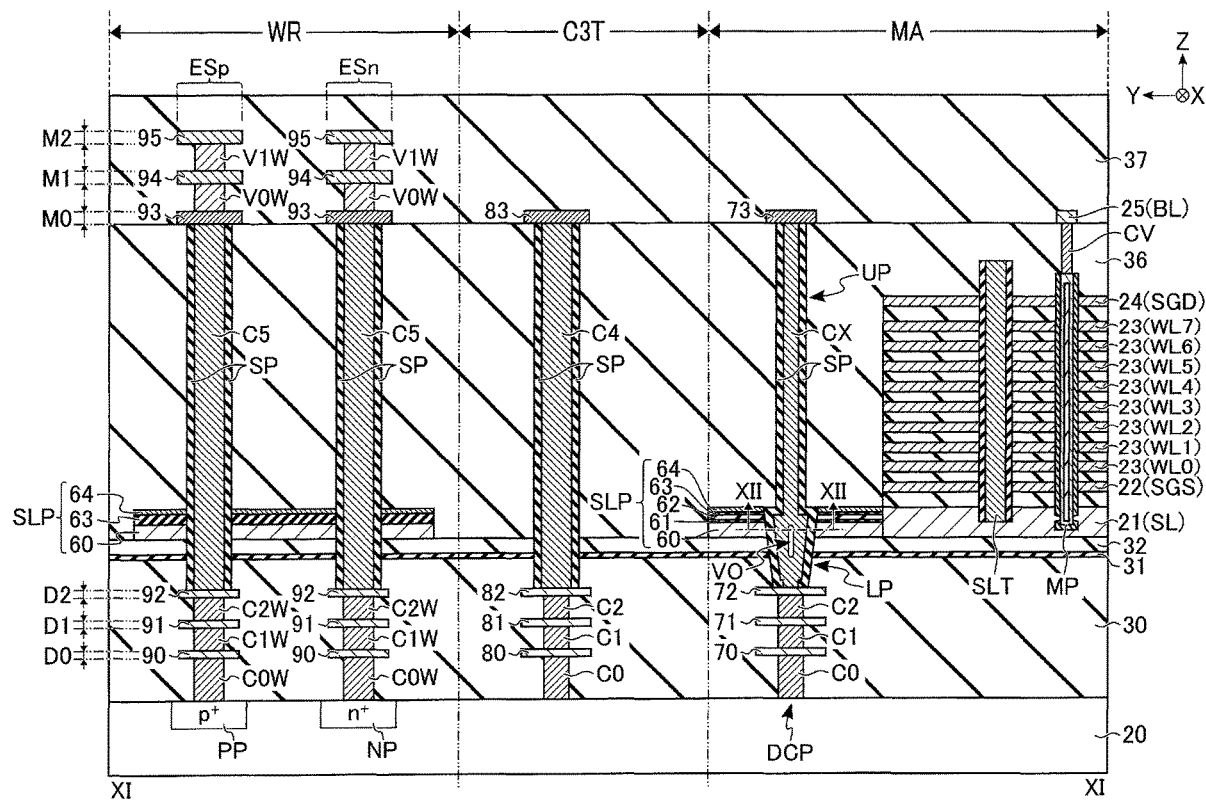 WR C3T MA
Z
Y X
ESp ESn
M2 95 95
V1W V1W
M1 94 94
V0W V0W
M0 93 93 83 73
37
25(BL)
CV
36
UP
24(SGD)
C5 C5 C4 CX
23(WL7)
SP SP SP SP
23(WL6)
23(WL5)
23(WL4)
23(WL3)
23(WL2)
23(WL1)
23(WL0)
22(SGS)
SLP 64 63 60
SLP 64 63 62 61 60
XII XII
21(SL)
32
31
VO LP SLT MP
D2 92 92 82 72
C2W C2W C2 C2
D1 91 91 81 71
C1W C1W C1 C1
30
D0 90 90 80 70
C0W C0W C0 C0
p+ n+
PP NP DCP 20
XI XI